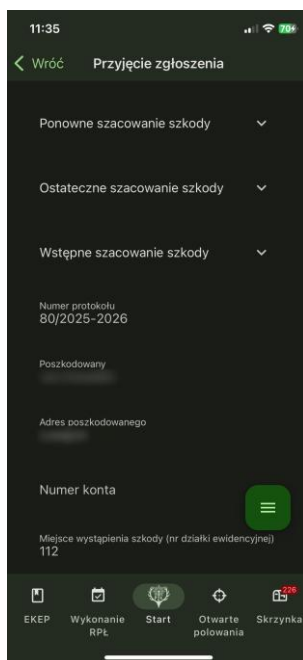 11:35
70
Wróć Przyjęcie zgłoszenia
Ponowne szacowanie szkody
Ostateczne szacowanie szkody
Wstępne szacowanie szkody
Numer protokołu
80/2025-2026
Poszkodowany
Adres poszkodowanego
Numer konta
Miejsce wystąpienia szkody (nr działki ewidencyjnej)
112
226
EKEP Wykonanie RPŁ Start Otwarte polowania Skrzynka